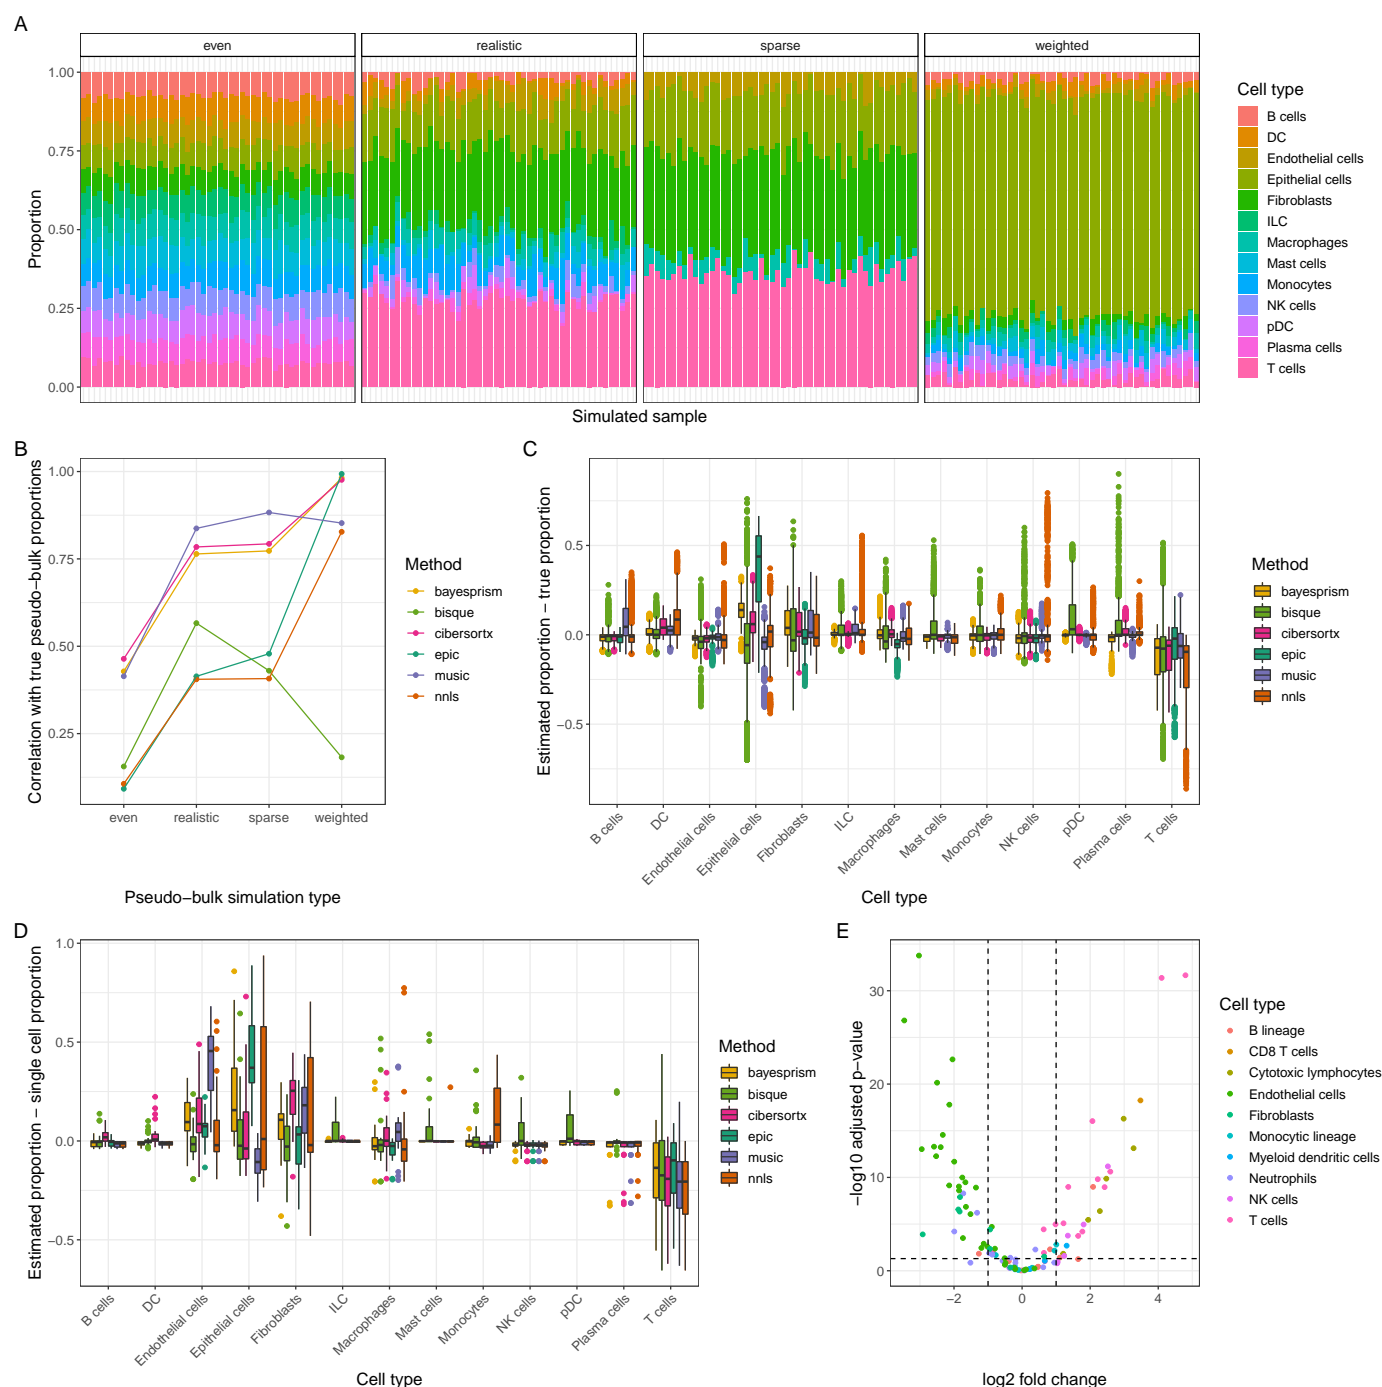 A
even
realistic
sparse
weighted
1.00
0.75
0.50
0.25
0.00
Proportion
Simulated sample
Cell type
B cells
DC
Endothelial cells
Epithelial cells
Fibroblasts
ILC
Macrophages
Mast cells
Monocytes
NK cells
pDC
Plasma cells
T cells
B
1.00
0.75
0.50
0.25
Correlation with true pseudo−bulk proportions
even
realistic
sparse
weighted
Pseudo−bulk simulation type
Method
bayesprism
bisque
cibersortx
epic
music
nnls
C
0.5
0.0
−0.5
Estimated proportion − true proportion
B cells
DC
Endothelial cells
Epithelial cells
Fibroblasts
ILC
Macrophages
Mast cells
Monocytes
NK cells
pDC
Plasma cells
T cells
Cell type
Method
bayesprism
bisque
cibersortx
epic
music
nnls
D
1.0
0.5
0.0
−0.5
Estimated proportion − single cell proportion
B cells
DC
Endothelial cells
Epithelial cells
Fibroblasts
ILC
Macrophages
Mast cells
Monocytes
NK cells
pDC
Plasma cells
T cells
Cell type
Method
bayesprism
bisque
cibersortx
epic
music
nnls
E
30
20
10
0
−log10 adjusted p−value
−2
0
2
4
log2 fold change
Cell type
B lineage
CD8 T cells
Cytotoxic lymphocytes
Endothelial cells
Fibroblasts
Monocytic lineage
Myeloid dendritic cells
Neutrophils
NK cells
T cells